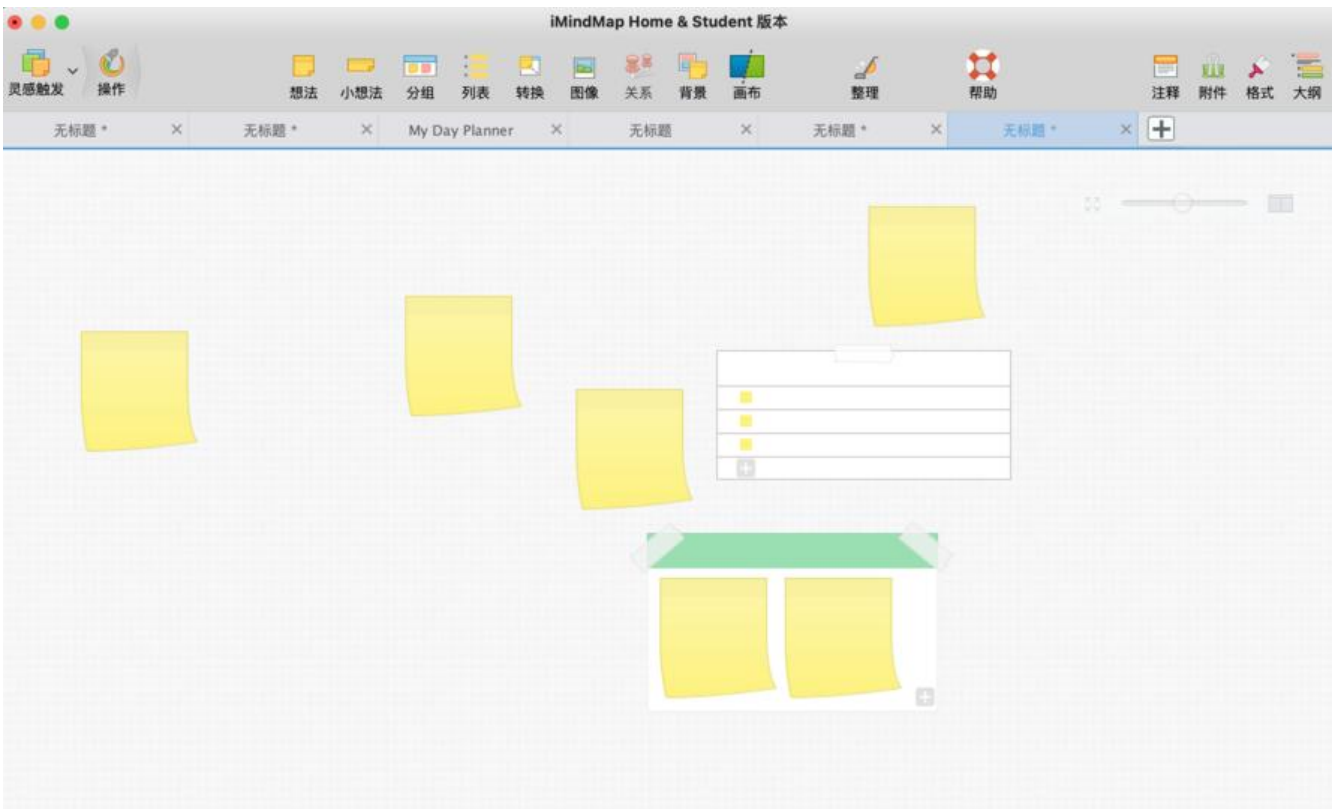 iMindMap Home & Student 版本
灵感触发 操作 想法 小想法 分组 列表 转换 图像 关系 背景 画布 整理 帮助 注释 附件 格式 大纲
无标题 * 无标题 * My Day Planner 无标题 无标题 * 无标题 *